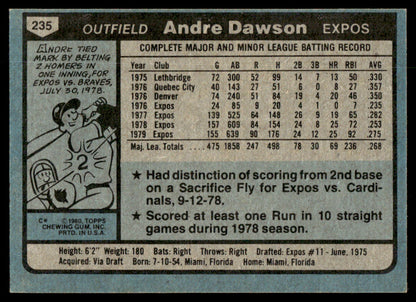 235 OUTFIELD Andre Dawson EXPOS
ANDRE TIED
MARK BY BELTING
2 HOMERS IN
ONE INNING,
EXPOS VS. BRAVES,
JULY 30, 1978.
2
C#
© 1980, TOPPS
CHEWING GUM, INC.
PRTD. IN U.S.A.
COMPLETE MAJOR AND MINOR LEAGUE BATTING RECORD
YEAR CLUB G AB R H 2B 3B HR RBI AVG.
1975 Lethbridge 72 300 52 99 14 7 13 50 .330
1976 Quebec City 40 143 27 51 6 0 8 27 .357
1976 Denver 74 240 51 84 19 4 20 46 .350
1976 Expos 24 85 9 20 4 1 0 7 .235
1977 Expos 139 525 64 148 26 9 19 65 .282
1978 Expos 157 609 84 154 24 8 25 72 .253
1979 Expos 155 639 90 176 24 12 25 92 .275
Maj. Lea. Totals 475 1858 247 498 78 30 69 236 .268
★ Had distinction of scoring from 2nd base
on a Sacrifice Fly for Expos vs. Cardi-
nals, 9-12-78.
★ Scored at least one Run in 10 straight
games during 1978 season.
Height: 6'2" Weight: 180 Bats: Right Throws: Right Drafted: Expos #11-June, 1975
Acquired: Via Draft Born: 7-10-54, Miami, Florida Home: Miami, Florida